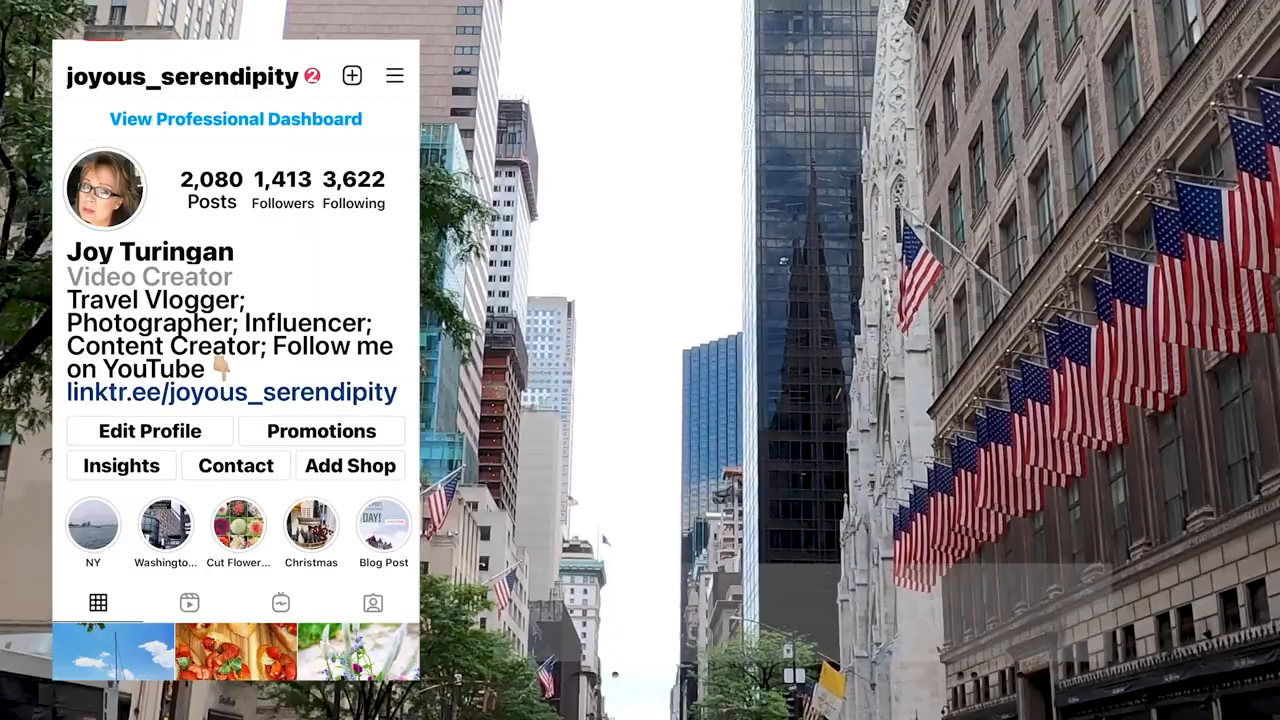 joyous_serendipity 2
View Professional Dashboard
2,080 1,413 3,622
Posts Followers Following
Joy Turingan
Video Creator
Travel Vlogger;
Photographer; Influencer;
Content Creator; Follow me
on YouTube 👇🏼
linktr.ee/joyous_serendipity
Edit Profile Promotions
Insights Contact Add Shop
DAY!
NY Washingto... Cut Flower... Christmas Blog Post